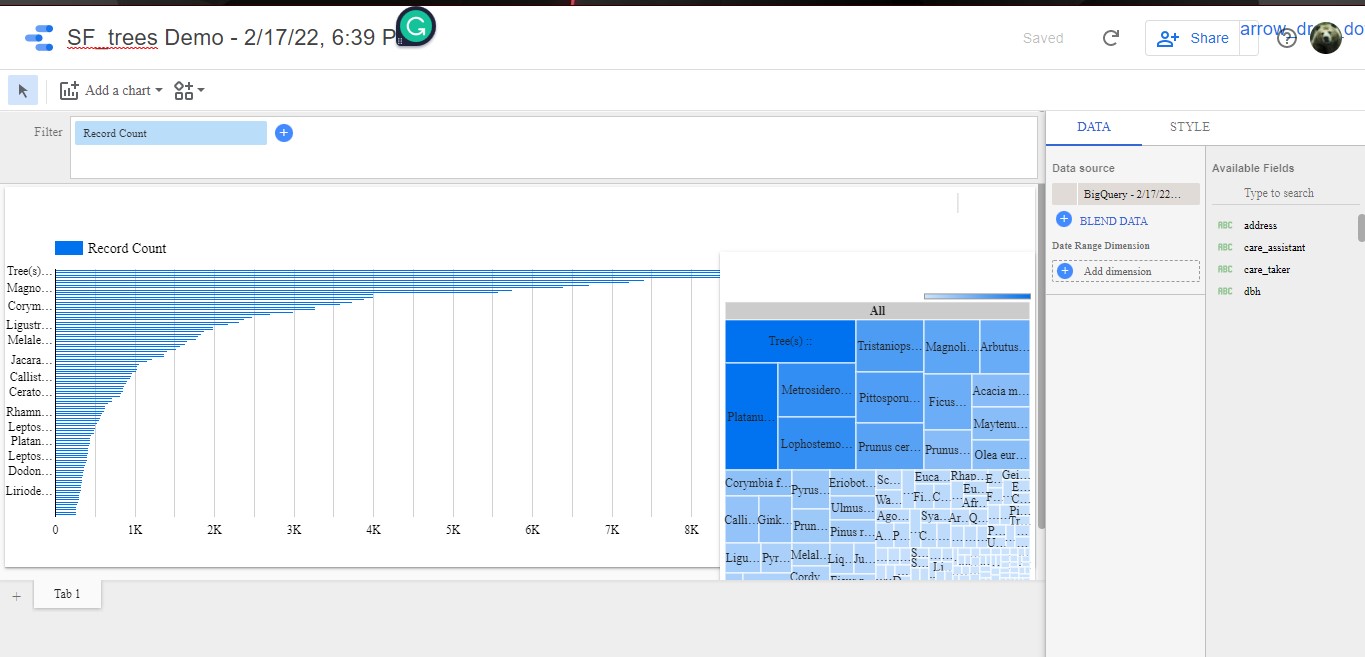 SF_trees Demo - 2/17/22, 6:39 P
Saved
Share
Add a chart
Filter
Record Count
DATA
STYLE
Data source
BigQuery - 2/17/22...
BLEND DATA
Date Range Dimension
Add dimension
Available Fields
Type to search
ABC address
ABC care_assistant
ABC care_taker
ABC dbh
Record Count
Tree(s)...
Magno...
Corym...
Ligustr...
Melale...
Jacara...
Callist...
Cerato...
Rhamn...
Leptos...
Platan...
Leptos...
Dodon...
Liriode...
0 1K 2K 3K 4K 5K 6K 7K 8K
All
Tree(s) ::
Tristaniops...
Magnoli...
Arbutus...
Platanu...
Metrosidero...
Pittosporu...
Ficus...
Acacia m...
Maytenu...
Lophostemo...
Prunus cer...
Prunus...
Olea eur...
Corymbia f...
Pyrus...
Eriobot...
Sc...
Euca...
Rhap...
E...
Gei...
Eu...
E...
Wa...
Fi...
C...
Afr...
F...
C...
Calli...
Gink...
Prun...
Ulmus...
Ago...
Sya...
Ar...
Q...
Pi...
Tr...
Pinus r...
A...
P...
C...
P...
U...
Ligu...
Pyr...
Melal...
Liq...
Ju...
S...
S...
Li
Cordy
Tab 1